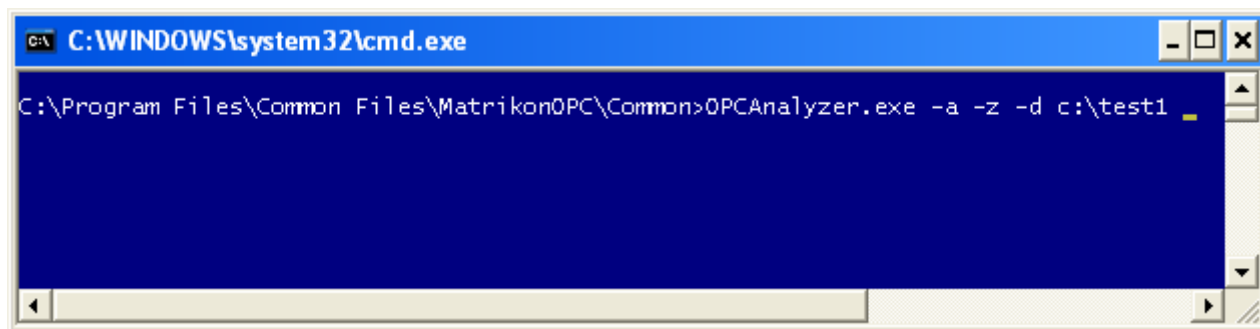 C:\WINDOWS\system32\cmd.exe
C:\Program Files\Common Files\MatrikonOPC\Common>OPCAnalyzer.exe -a -z -d c:\test1 _